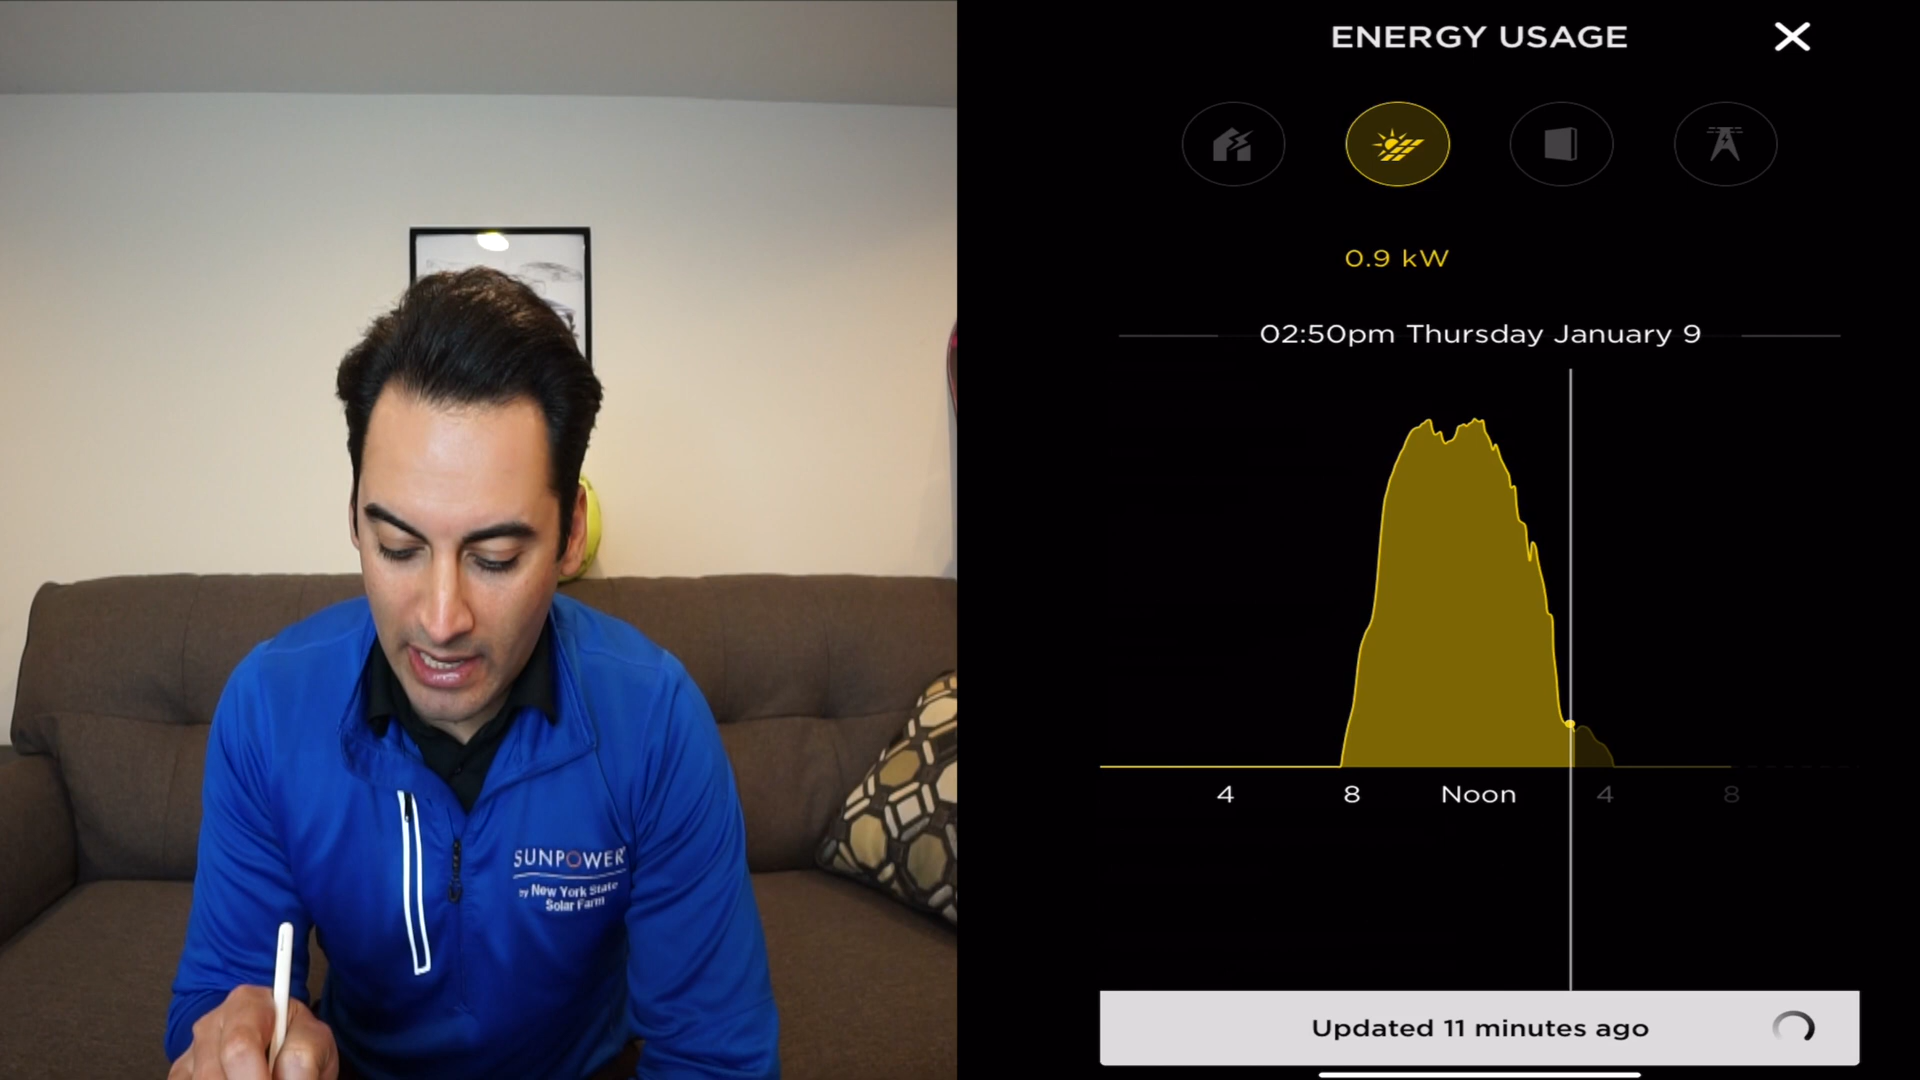 SUNPOWER
by New York State
Solar Farm
ENERGY USAGE
0.9 kW
02:50pm Thursday January 9
4 8 Noon 4 8
Updated 11 minutes ago